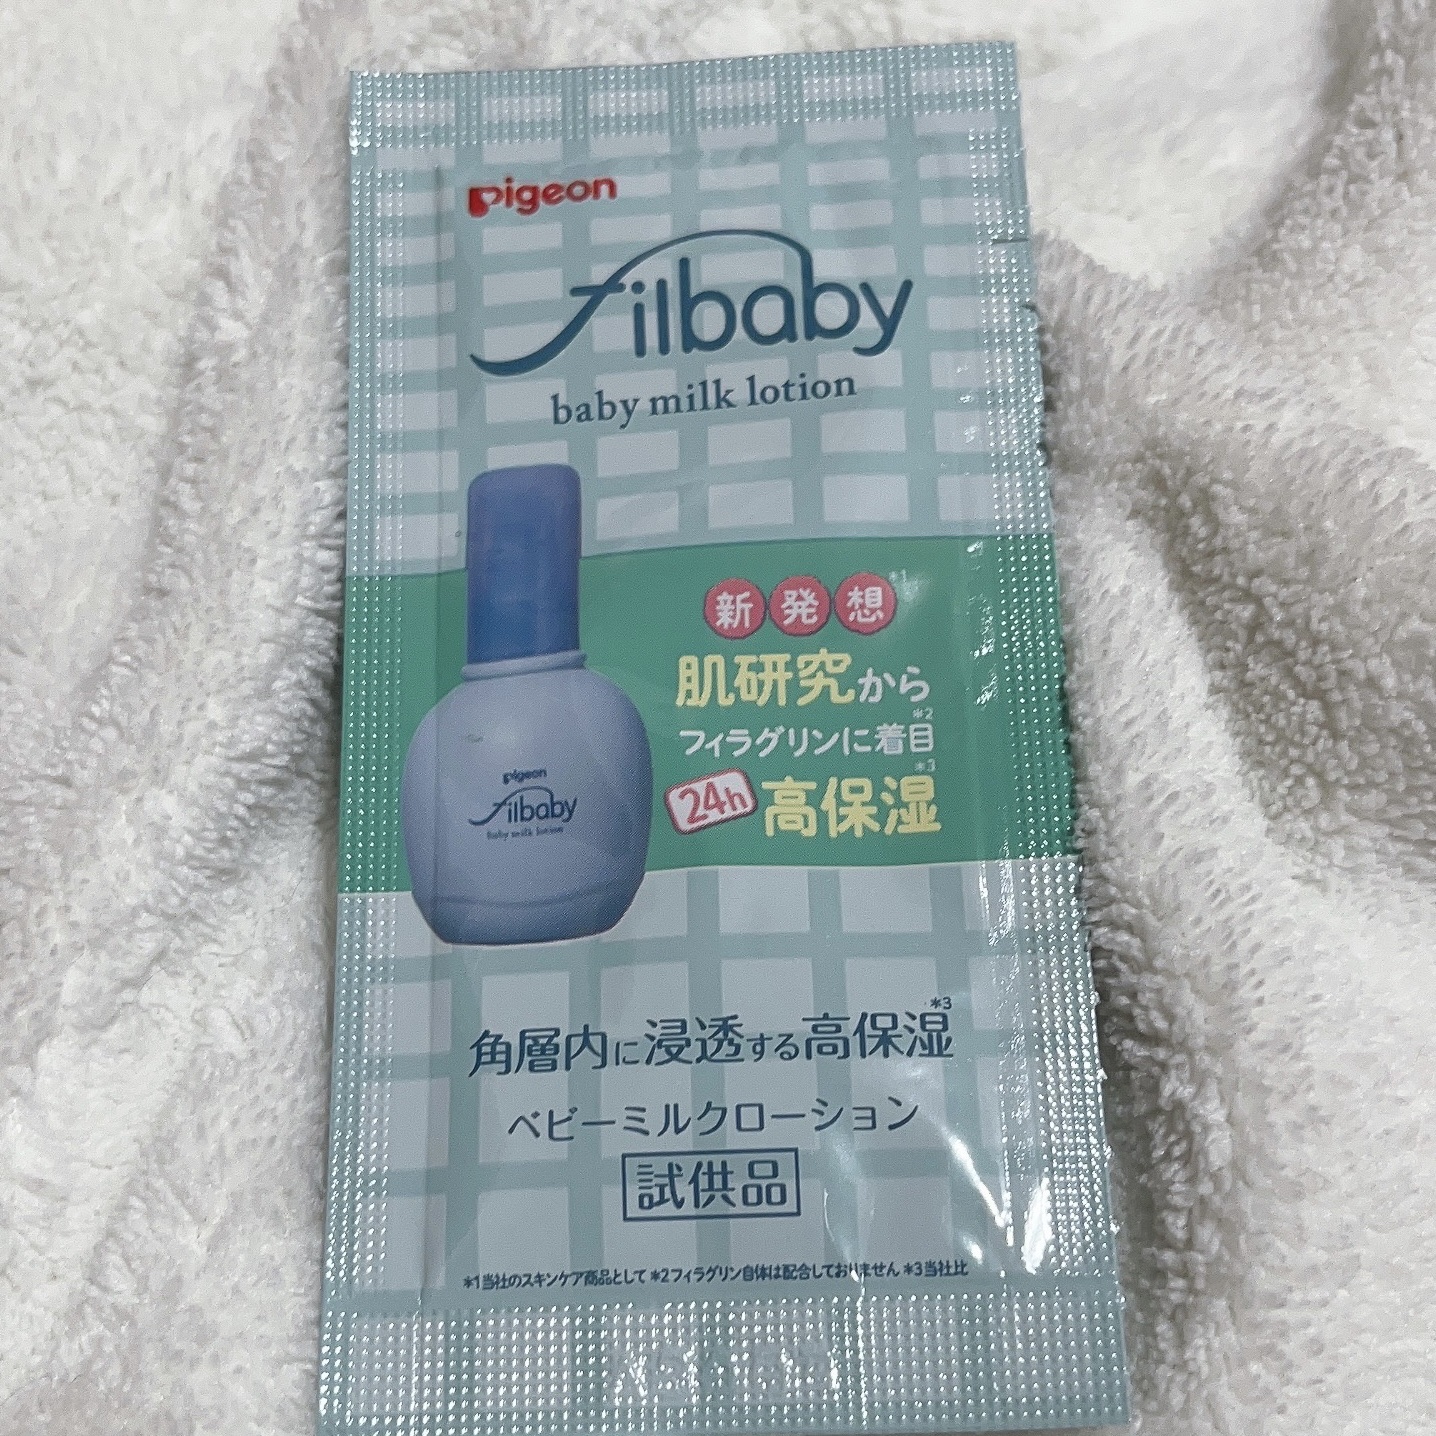 pigeon
filbaby
baby milk lotion
新発想*1
肌研究から
フィラグリンに着目*2
24h 高保湿*3
pigeon
filbaby
baby milk lotion
角層内に浸透する高保湿*3
ベビーミルクローション
試供品
*1当社のスキンケア商品として *2フィラグリン自体は配合しておりません *3当社比